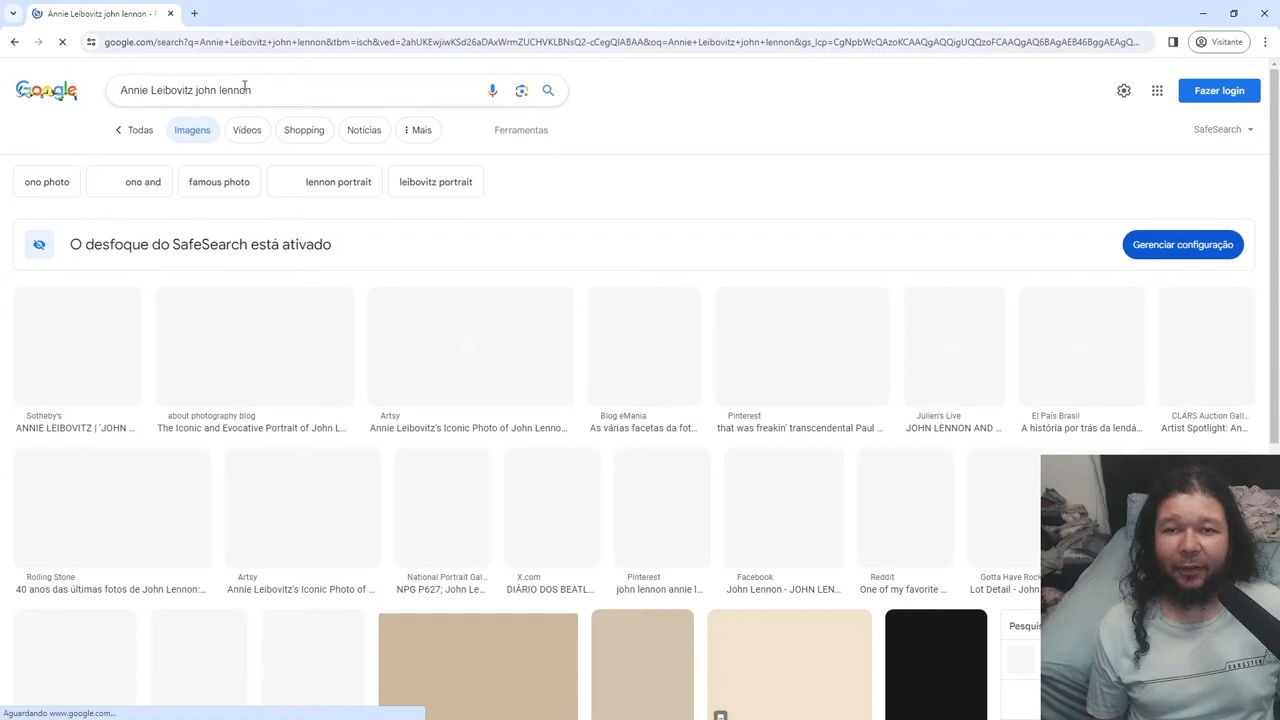 Annie Leibovitz john lennon - P
google.com/search?q=Annie+Leibovitz+john+lennon&tbm=isch&ved=2ahUKEwjwKSd26aDAxWrmZUCHVKLBNsQ2-cCegQIABAA&oq=Annie+Leibovitz+john+lennon&gs_lcp=CgNpbWcQAzoKCAAQgAQQigUQQzoFCAAQgAQ6BAgAEB46BggAEAgQ...
Visitante
Google
Annie Leibovitz john lennon
Fazer login
Todas Imagens Vídeos Shopping Notícias Mais Ferramentas
SafeSearch
ono photo
ono and
famous photo
lennon portrait
leibovitz portrait
O desfoque do SafeSearch está ativado
Gerenciar configuração
Sotheby's
ANNIE LEIBOVITZ | 'JOHN ...
about photography blog
The Iconic and Evocative Portrait of John L...
Artsy
Annie Leibovitz's Iconic Photo of John Lenno...
Blog eMania
As várias facetas da fot...
Pinterest
that was freakin' transcendental Paul ...
Julien's Live
JOHN LENNON AND ...
El País Brasil
A história por trás da lendá...
CLARS Auction Gall...
Artist Spotlight: An...
Rolling Stone
40 anos das últimas fotos de John Lennon:...
Artsy
Annie Leibovitz's Iconic Photo of ...
National Portrait Gal...
NPG P627; John Le...
X.com
DIÁRIO DOS BEATL...
Pinterest
john lennon annie l...
Facebook
John Lennon - JOHN LEN...
Reddit
One of my favorite ...
Gotta Have Rock
Lot Detail - John
Pesquis
GANGSTER
Aguardando www.google.com...